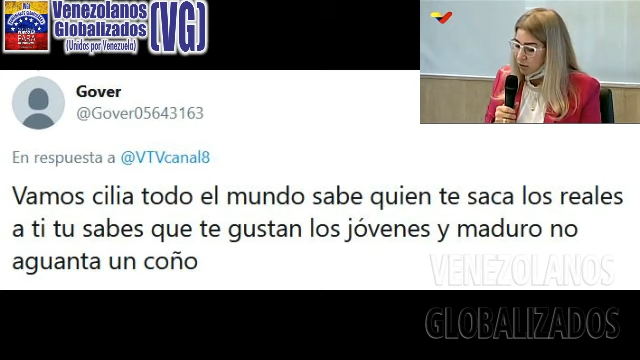 Venezolanos
Globalizados
(Unidos por Venezuela)
(VG)
PARA
Gover
@Gover05643163
En respuesta a @VTVcanal8
Vamos cilia todo el mundo sabe quien te saca los reales
a ti tu sabes que te gustan los jóvenes y maduro no
aguanta un coño
VENEZOLANOS
GLOBALIZADOS